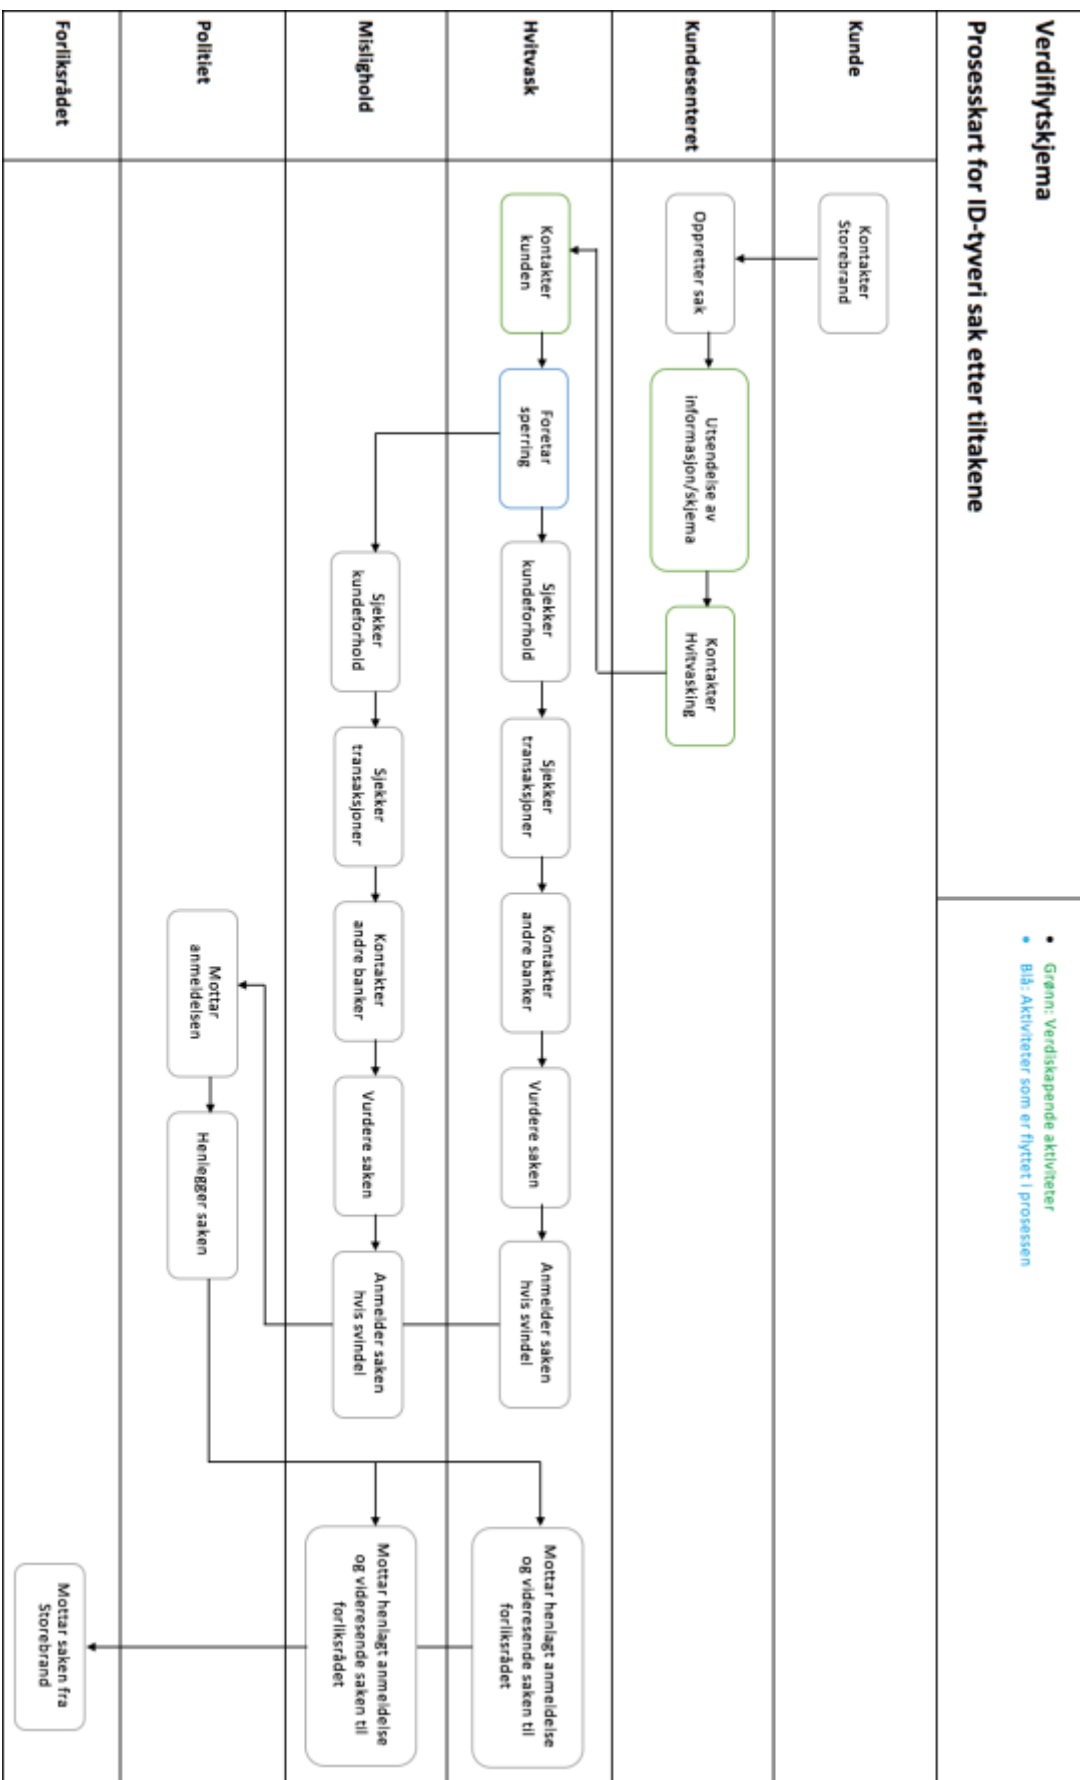 Verdiflytskjema
Prosesskart for ID-tyveri sak etter tiltakene
• Grønn: Verdiskapende aktiviteter
• Blå: Aktiviteter som er flyttet i prosessen
Kunde
Kontakter
Storebrand
Kundesenteret
Oppretter sak
Utsendelse av
informasjon/skjema
Kontakter
Hvitvasking
Hvitvask
Kontakter
kunden
Foretar
sperring
Sjekker
kundeforhold
Sjekker
transaksjoner
Kontakter
andre banker
Vurdere saken
Anmelder saken
hvis svindel
Mottar henlagt anmeldelse
og videresende saken til
forliksrådet
Mislighold
Sjekker
kundeforhold
Sjekker
transaksjoner
Kontakter
andre banker
Vurdere saken
Anmelder saken
hvis svindel
Mottar henlagt anmeldelse
og videresende saken til
forliksrådet
Politiet
Mottar
anmeldelsen
Henlegger saken
Forliksrådet
Mottar saken fra
Storebrand